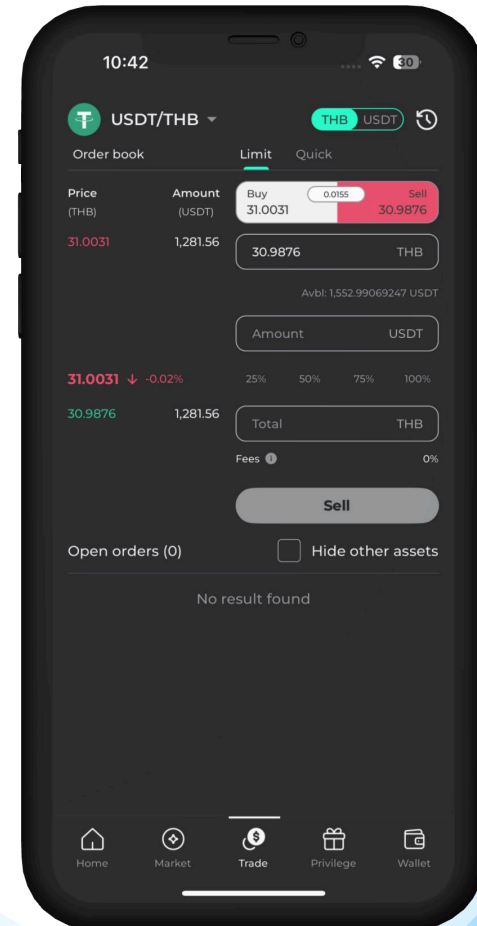 10:42
30
USDT/THB
THB USDT
Order book
Limit Quick
Price Amount
(THB) (USDT)
Buy 0.0155 Sell
31.0031 30.9876
31.0031 1,281.56
30.9876 THB
Avbl: 1,552.99069247 USDT
Amount USDT
31.0031 ↓ -0.02%
25% 50% 75% 100%
30.9876 1,281.56
Total THB
Fees 0%
Sell
Open orders (0) Hide other assets
No result found
Home Market Trade Privilege Wallet